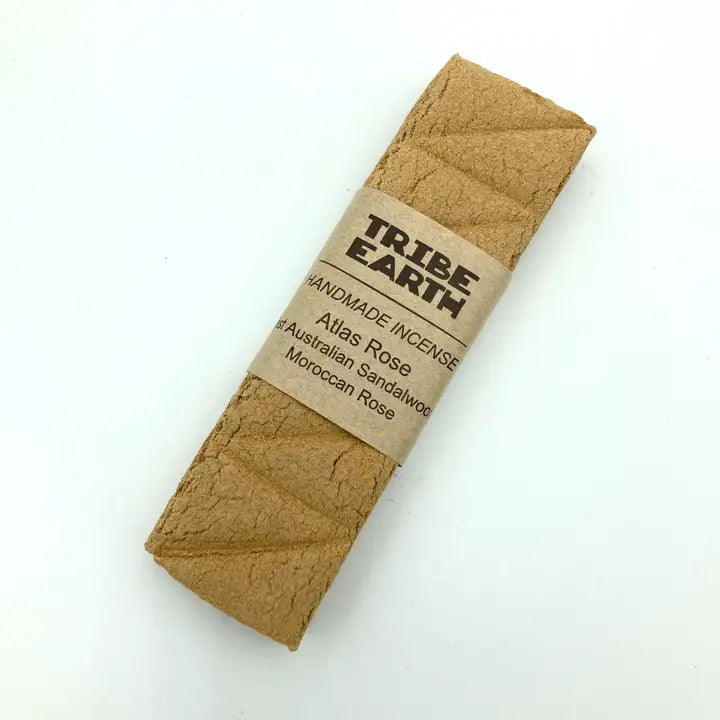 TRIBE
EARTH
HANDMADE INCENSE
Atlas Rose
st Australian Sandalwoo
Moroccan Rose